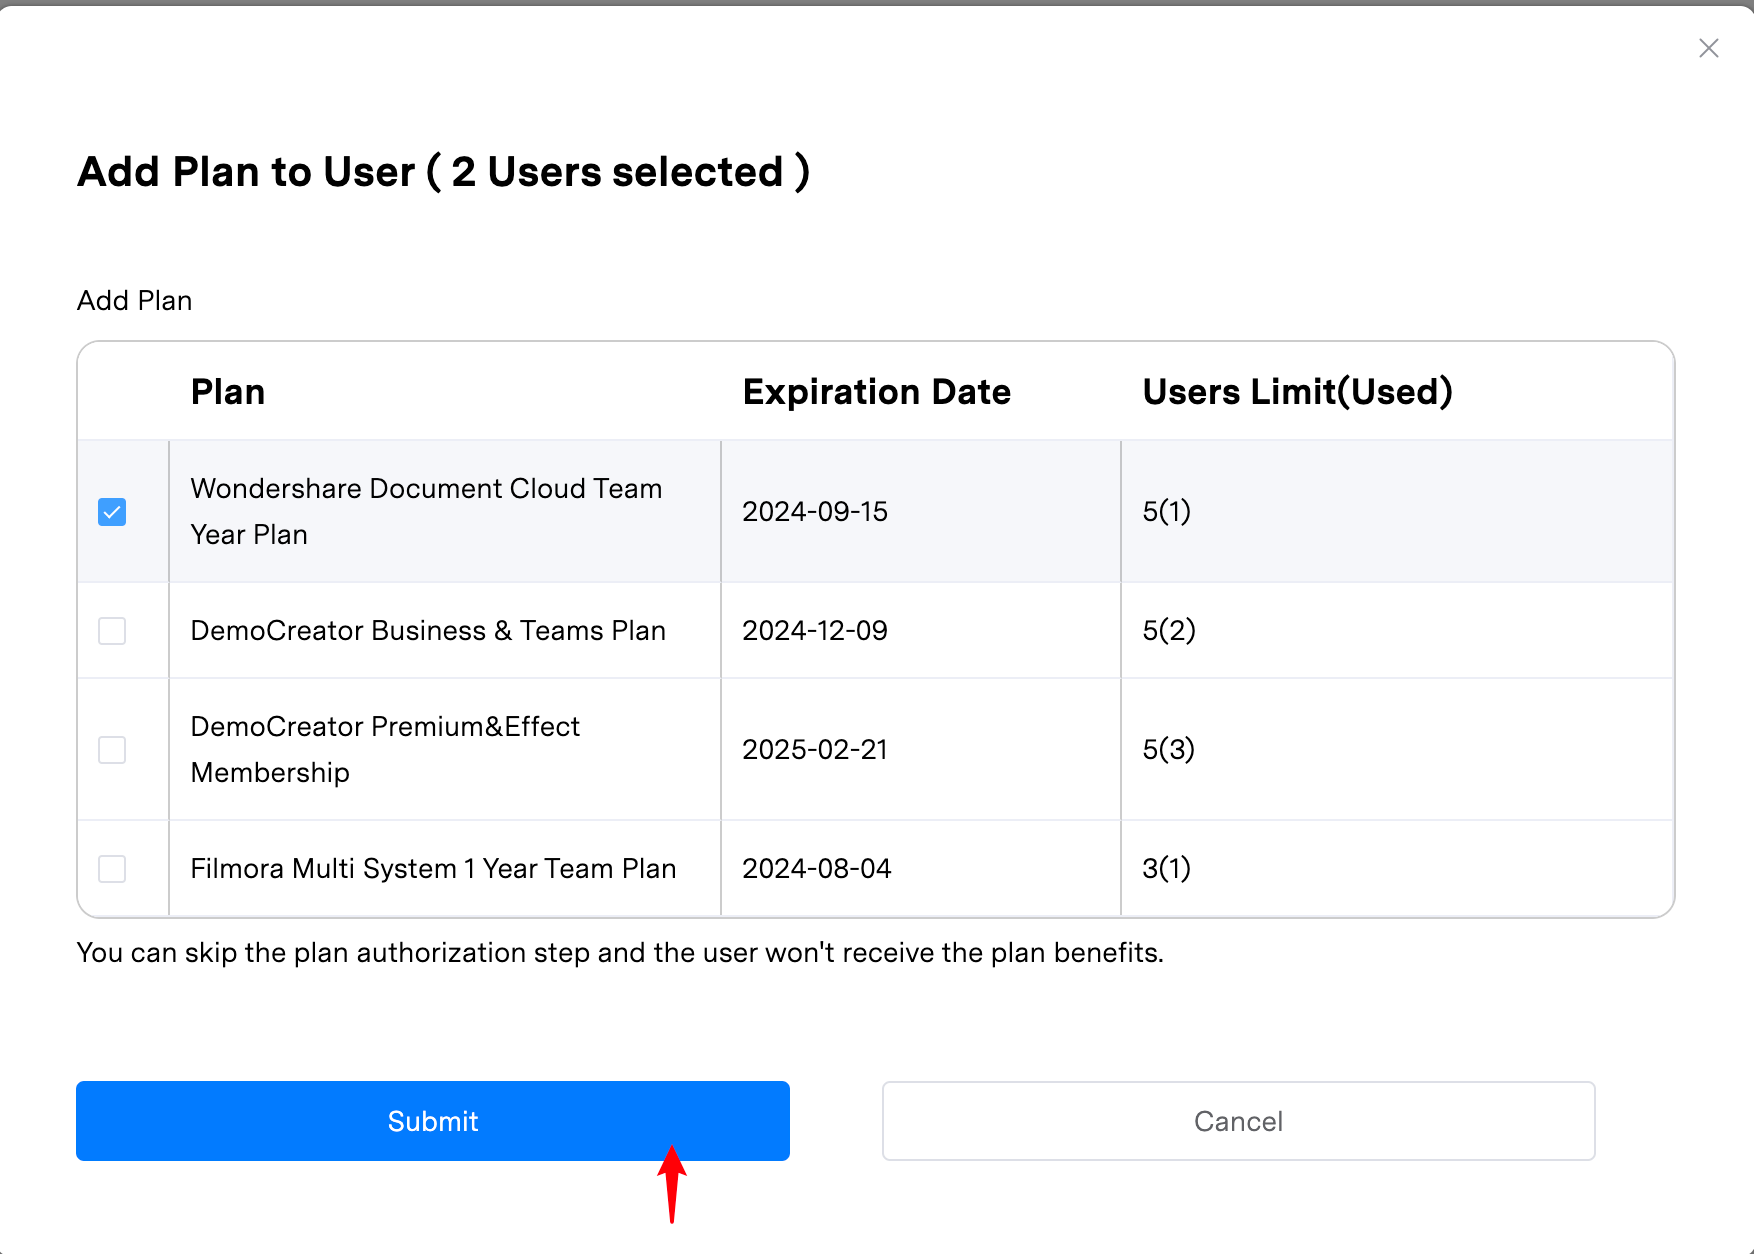 Add Plan to User ( 2 Users selected )
Add Plan
Plan Expiration Date Users Limit(Used)
Wondershare Document Cloud Team
Year Plan
2024-09-15
5(1)
DemoCreator Business & Teams Plan 2024-12-09 5(2)
DemoCreator Premium&Effect
Membership
2025-02-21
5(3)
Filmora Multi System 1 Year Team Plan 2024-08-04 3(1)
You can skip the plan authorization step and the user won't receive the plan benefits.
Submit Cancel